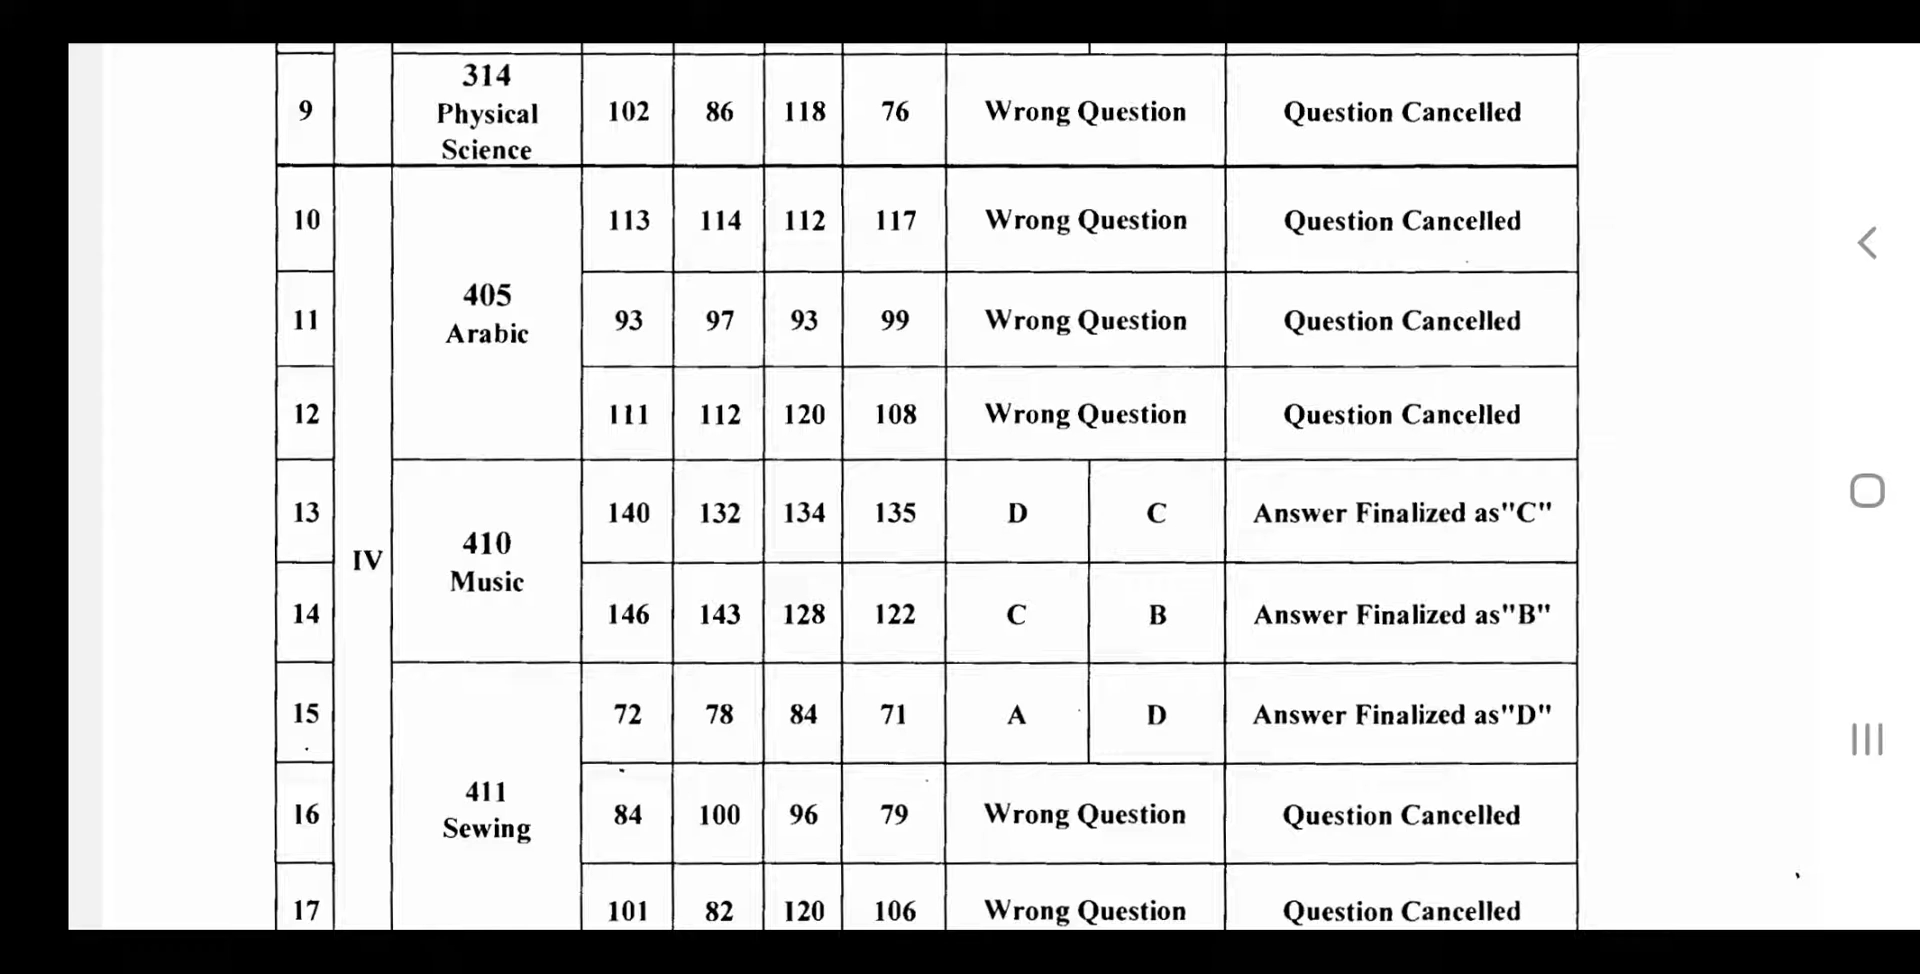 9 314 Physical Science 102 86 118 76 Wrong Question Question Cancelled
10 IV 405 Arabic 113 114 112 117 Wrong Question Question Cancelled
11 93 97 93 99 Wrong Question Question Cancelled
12 111 112 120 108 Wrong Question Question Cancelled
13 410 Music 140 132 134 135 D C Answer Finalized as"C"
14 146 143 128 122 C B Answer Finalized as"B"
15 411 Sewing 72 78 84 71 A D Answer Finalized as"D"
16 84 100 96 79 Wrong Question Question Cancelled
17 101 82 120 106 Wrong Question Question Cancelled